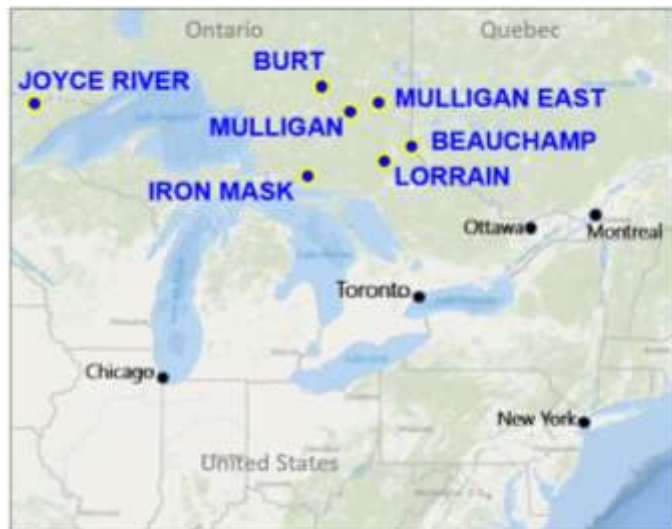 Ontario
Quebec
BURT
JOYCE RIVER
MULLIGAN EAST
MULLIGAN
BEAUCHAMP
LORRAIN
IRON MASK
Ottawa
Montreal
Toronto
Chicago
New York
United States